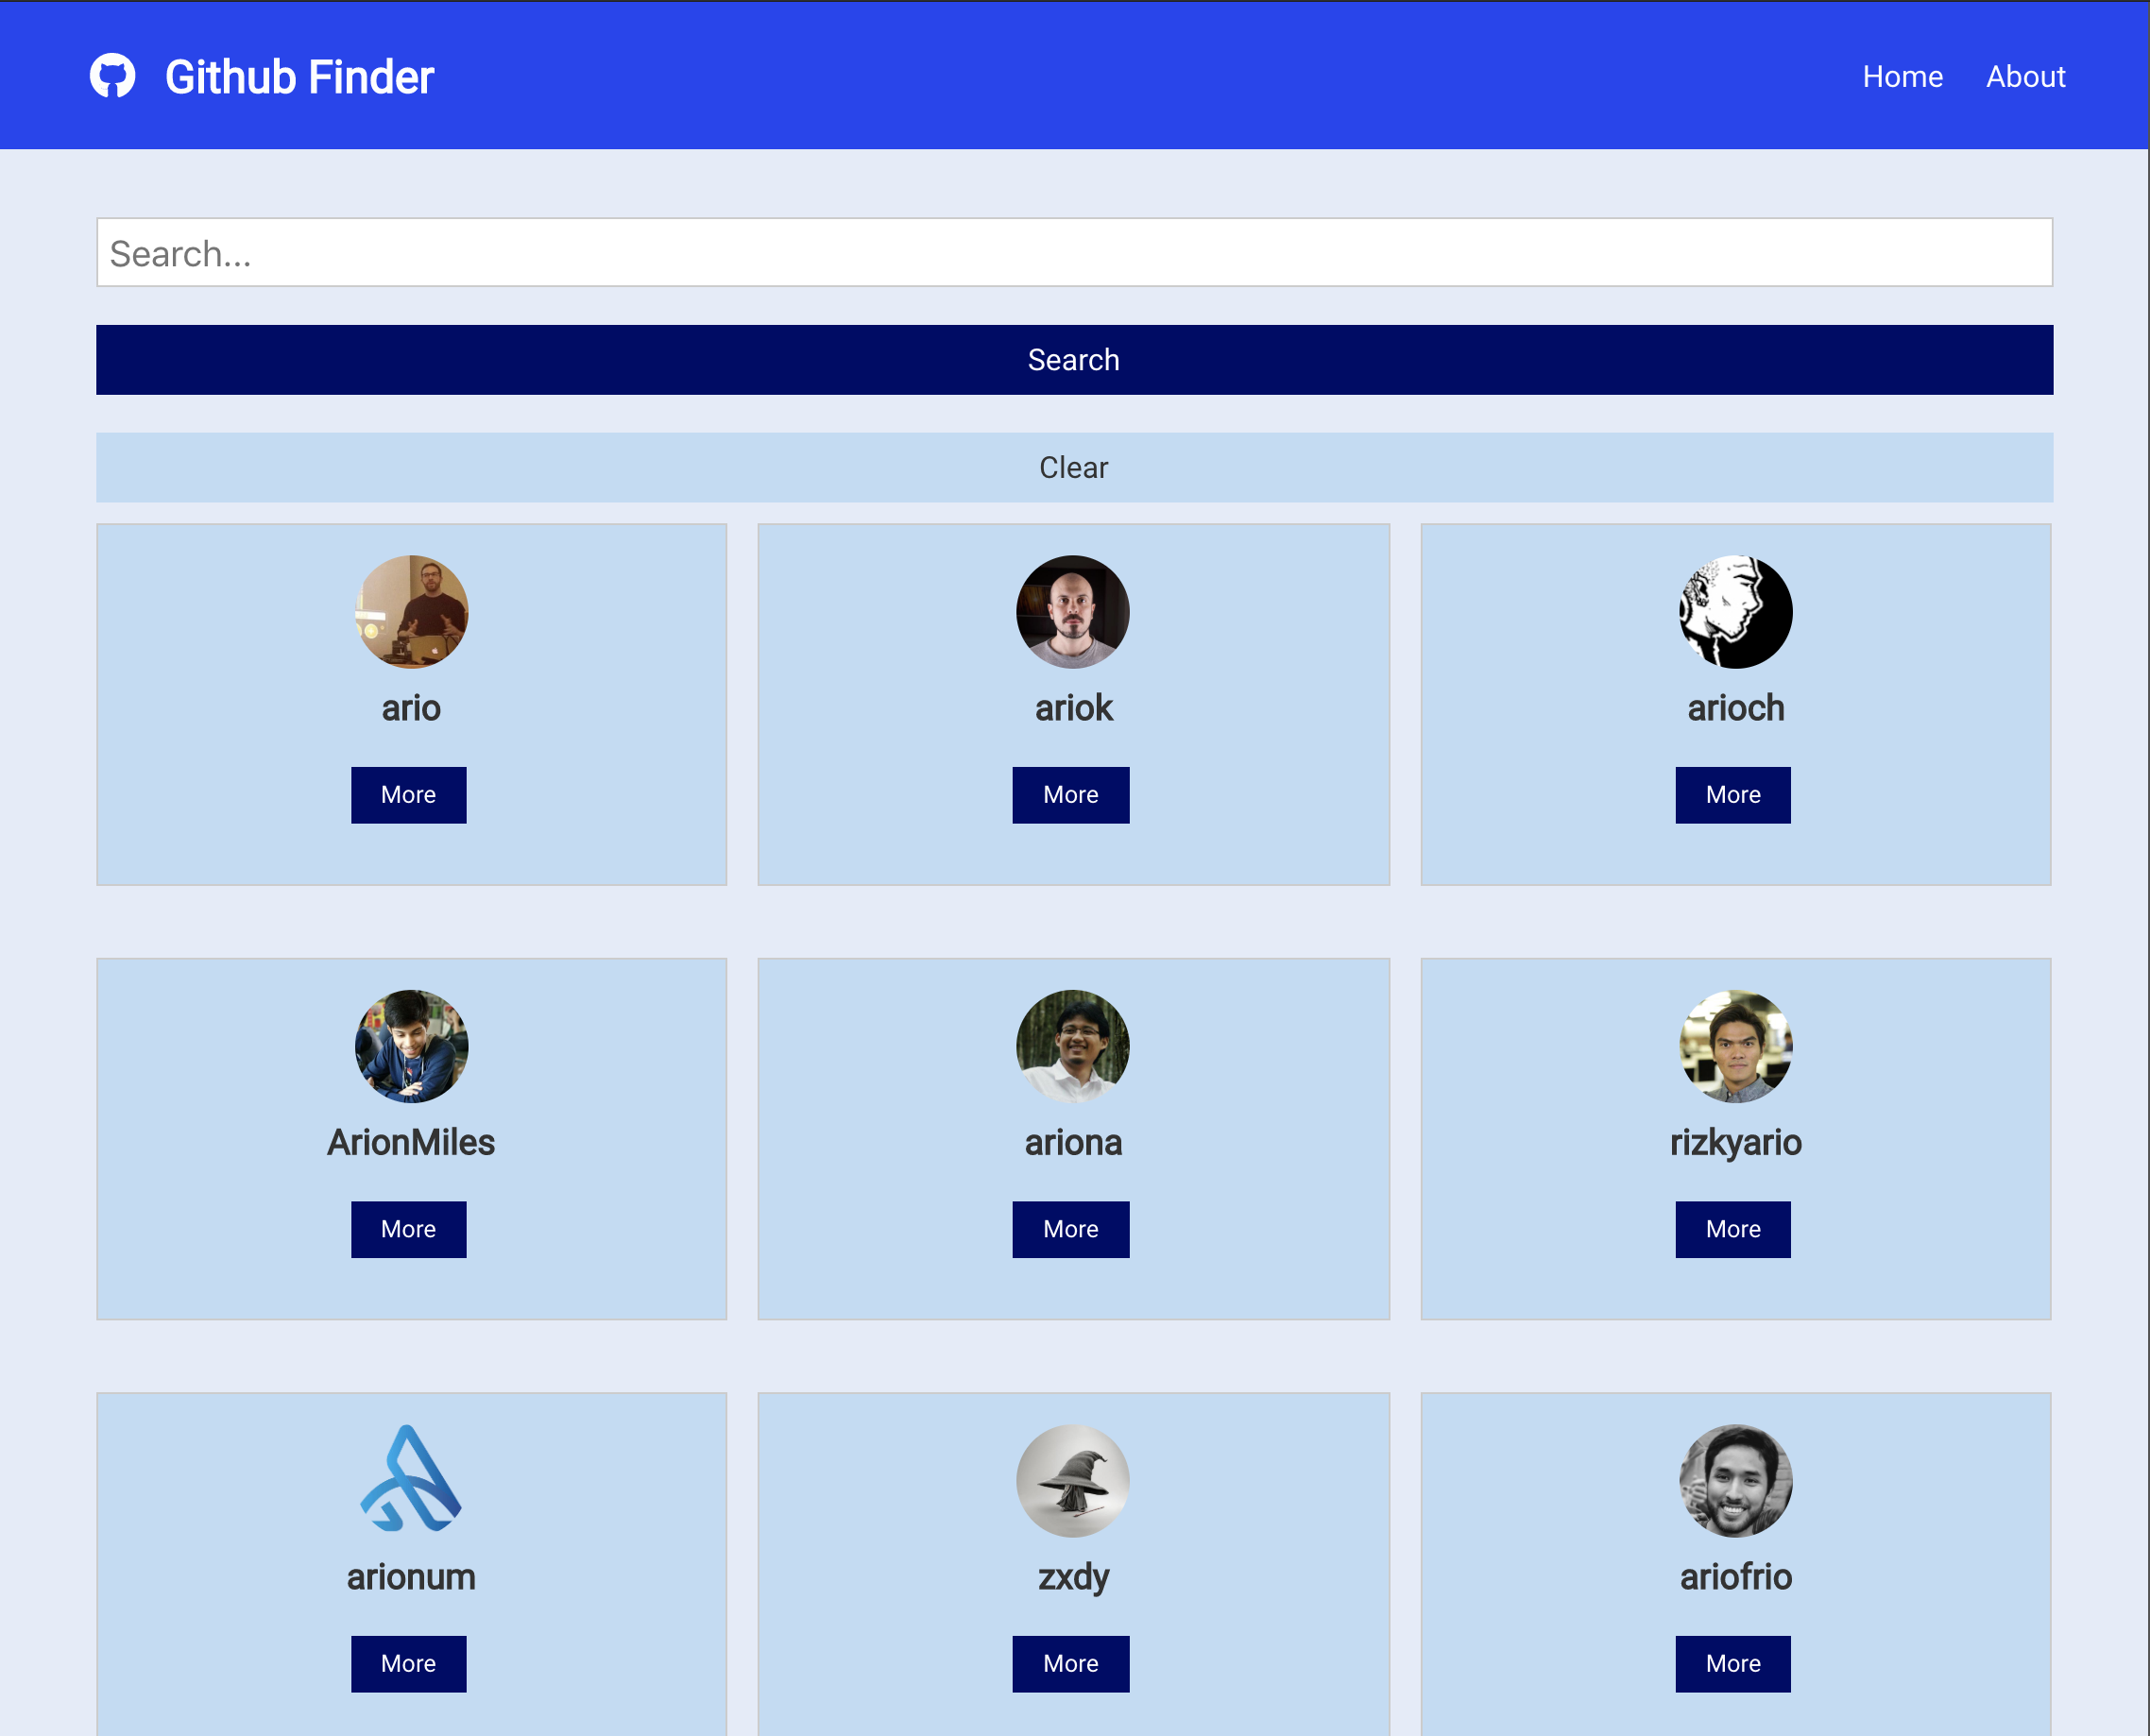 Github Finder Home About
Search...
Search
Clear
ario ariok arioch
More More More
ArionMiles ariona rizkyario
More More More
arionum zxdy ariofrio
More More More